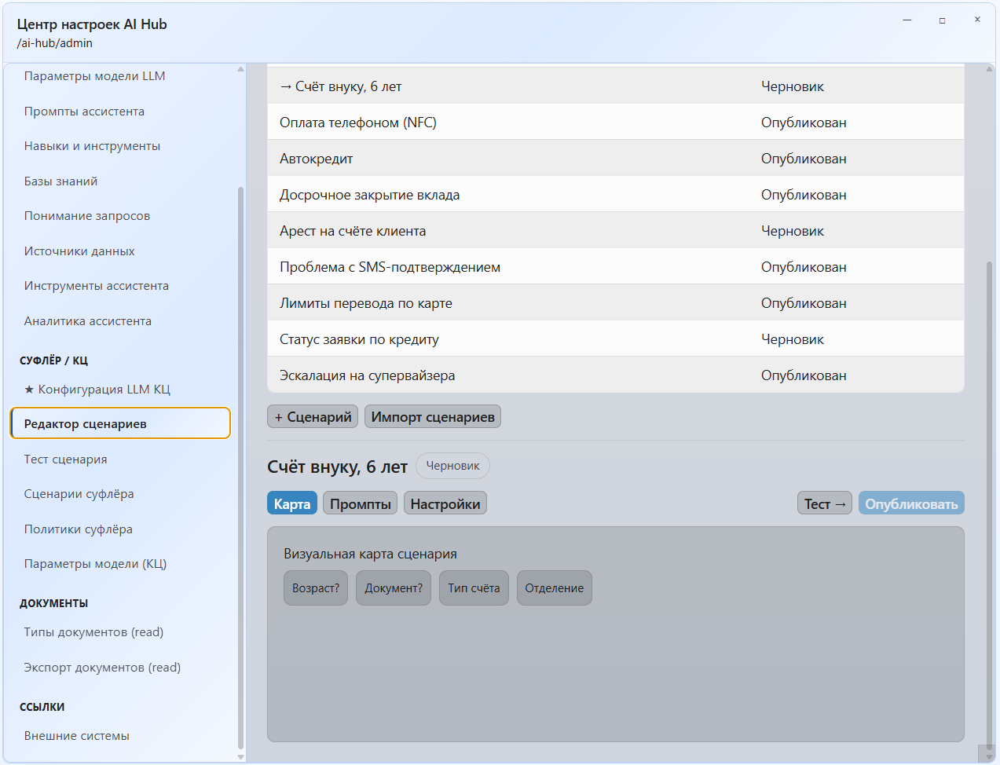 Центр настроек AI Hub
/ai-hub/admin
Параметры модели LLM
Промпты ассистента
Навыки и инструменты
Базы знаний
Понимание запросов
Источники данных
Инструменты ассистента
Аналитика ассистента
СУФЛЁР / КЦ
★ Конфигурация LLM КЦ
Редактор сценариев
Тест сценария
Сценарии суфлёра
Политики суфлёра
Параметры модели (КЦ)
ДОКУМЕНТЫ
Типы документов (read)
Экспорт документов (read)
ССЫЛКИ
Внешние системы
→ Счёт внуку, 6 лет Черновик
Оплата телефоном (NFC) Опубликован
Автокредит Опубликован
Досрочное закрытие вклада Опубликован
Арест на счёте клиента Черновик
Проблема с SMS-подтверждением Опубликован
Лимиты перевода по карте Опубликован
Статус заявки по кредиту Черновик
Эскалация на супервайзера Опубликован
+ Сценарий Импорт сценариев
Счёт внуку, 6 лет Черновик
Карта Промпты Настройки Тест → Опубликовать
Визуальная карта сценария
Возраст? Документ? Тип счёта Отделение